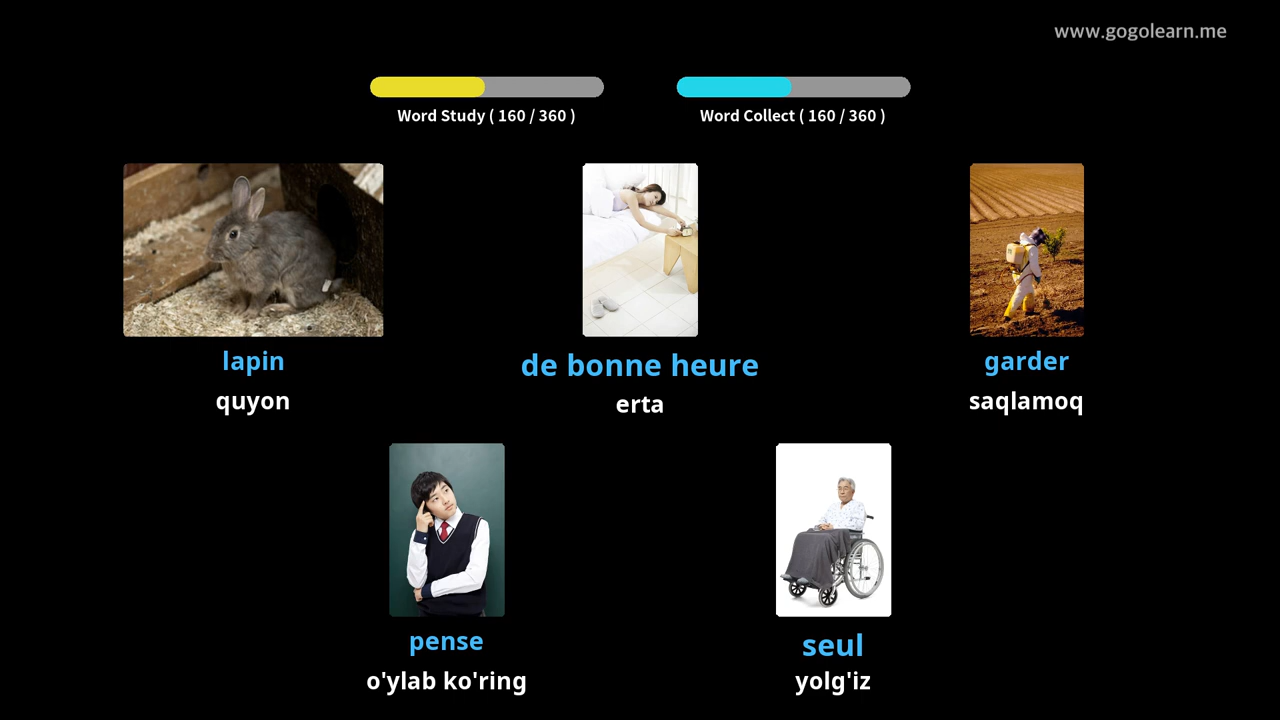 www.gogolearn.me
Word Study ( 160 / 360 )
Word Collect ( 160 / 360 )
lapin
quyon
de bonne heure
erta
garder
saqlamoq
pense
o'ylab ko'ring
seul
yolg'iz